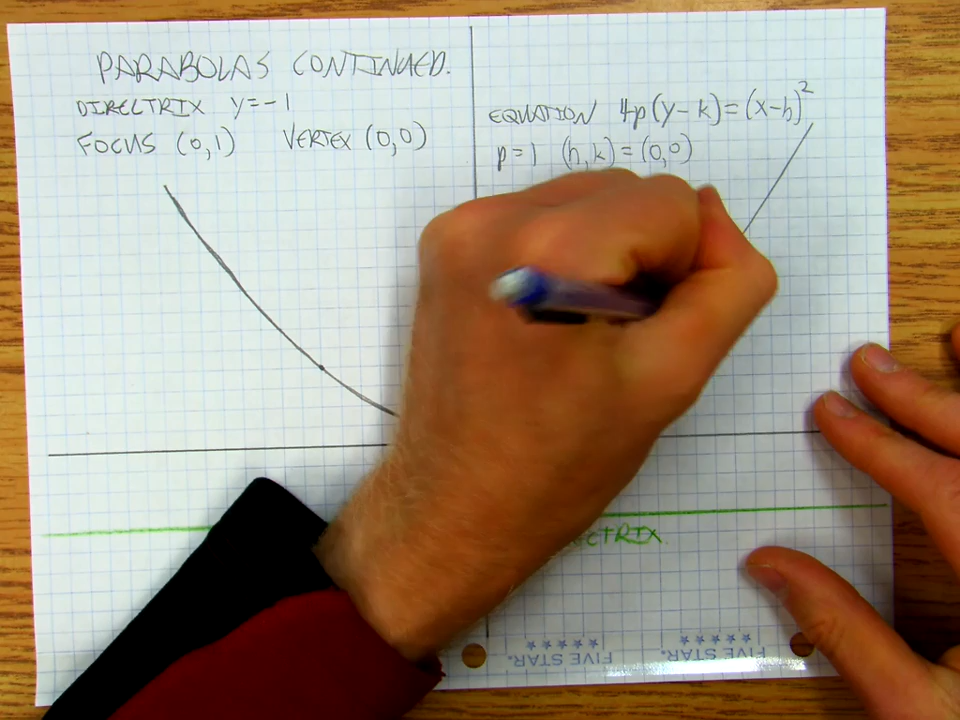 PARABOLAS CONTINUED.
DIRECTRIX y=-1
FOCUS (0,1) VERTEX (0,0)
EQUATION 4p(y-k)=(x-h)²
p=1 (h,k)=(0,0)
FIVE STAR.
FIVE STAR.